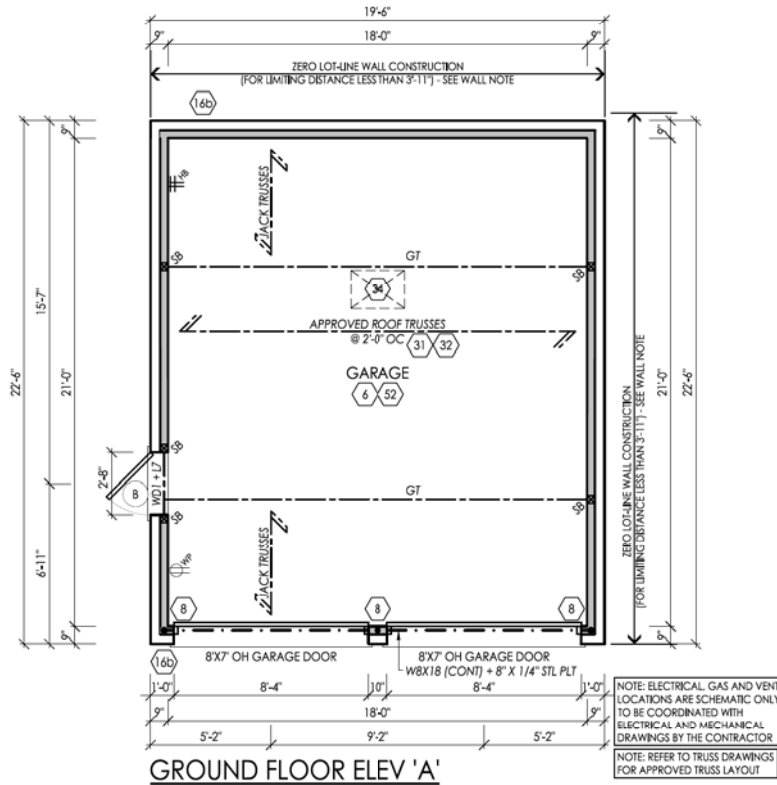 19'-6"
9" 18'-0" 9"
ZERO LOT-LINE WALL CONSTRUCTION
(FOR LIMITING DISTANCE LESS THAN 3'-11") - SEE WALL NOTE
16b
9"
9"
HB
JACK TRUSSES
SB
GT
SB
34
15'-7"
APPROVED ROOF TRUSSES
@ 2'-0" OC 31 32
GARAGE
6 52
22'-6"
21'-0"
21'-0"
22'-6"
ZERO LOT-LINE WALL CONSTRUCTION
(FOR LIMITING DISTANCE LESS THAN 3'-11") - SEE WALL NOTE
SB
2'-8"
B
WD1 + L7
GT
SB
SB
WP
JACK TRUSSES
6'-11"
8 8 8
9"
9"
16b
8'X7' OH GARAGE DOOR 8'X7' OH GARAGE DOOR
W8X18 (CONT) + 8" X 1/4" STL PLT
1'-0" 8'-4" 10" 8'-4" 1'-0"
9" 18'-0" 9"
5'-2" 9'-2" 5'-2"
GROUND FLOOR ELEV 'A'
NOTE: ELECTRICAL, GAS AND VENT
LOCATIONS ARE SCHEMATIC ONLY
TO BE COORDINATED WITH
ELECTRICAL AND MECHANICAL
DRAWINGS BY THE CONTRACTOR
NOTE: REFER TO TRUSS DRAWINGS
FOR APPROVED TRUSS LAYOUT